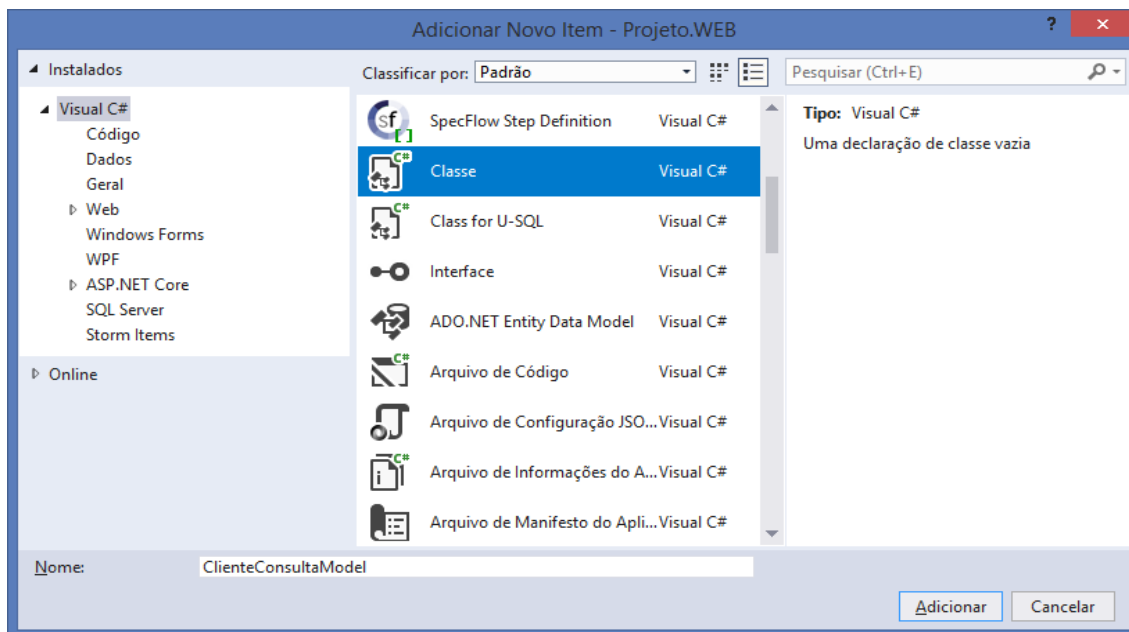 Adicionar Novo Item - Projeto.WEB
?
Instalados
Visual C#
Código
Dados
Geral
Web
Windows Forms
WPF
ASP.NET Core
SQL Server
Storm Items
Online
Classificar por: Padrão
Pesquisar (Ctrl+E)
SpecFlow Step Definition Visual C#
Classe Visual C#
Class for U-SQL Visual C#
Interface Visual C#
ADO.NET Entity Data Model Visual C#
Arquivo de Código Visual C#
Arquivo de Configuração JSO... Visual C#
Arquivo de Informações do A... Visual C#
Arquivo de Manifesto do Apli... Visual C#
Tipo: Visual C#
Uma declaração de classe vazia
Nome: ClienteConsultaModel
Adicionar Cancelar